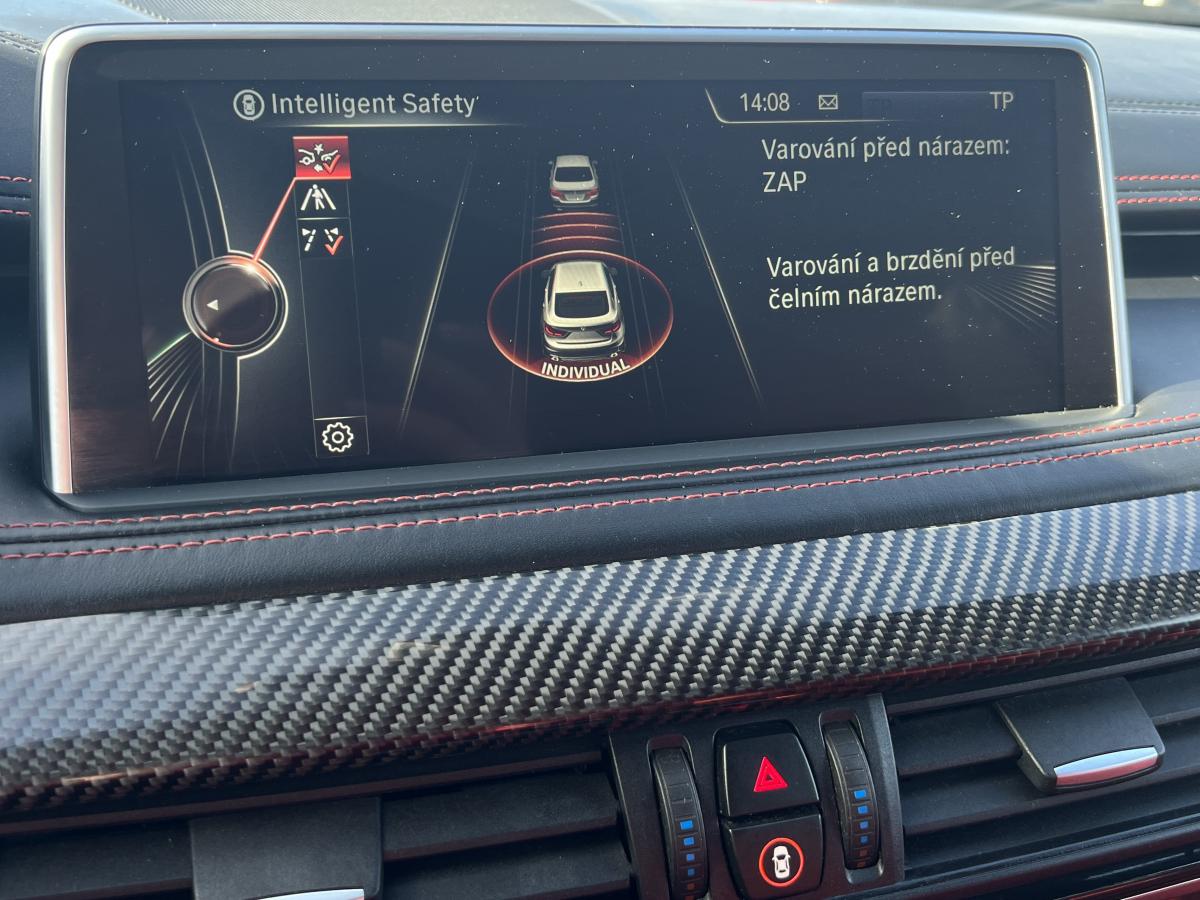 Intelligent Safety
14:08
TP
Varování před nárazem:
ZAP
Varování a brzdění před
čelním nárazem.
INDIVIDUAL